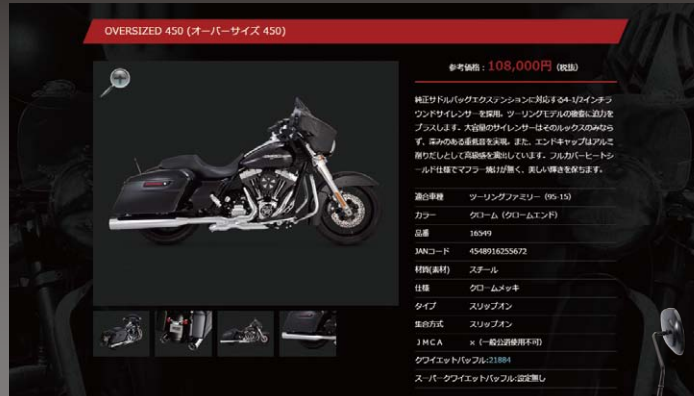 OVERSIZED 450 (オーバーサイズ 450)
参考価格：108,000円 (税抜)
純正サドルバッグエクステンションに対応する4-1/2インチラ
ウンドサイレンサーを採用。ツーリングモデルの後姿に迫力を
プラスします。大容量のサイレンサーはそのルックスのみなら
ず、深みのある重低音を実現。また、エンドキャップはアルミ
削りだしとして高級感を演出しています。フルカバーヒートシ
ールド仕様でマフラー焼けが無く、美しい輝きを保ちます。
適合車種 ツーリングファミリー (95-15)
カラー クローム (クロームエンド)
品番 16549
JANコード 4548916255672
材質(素材) スチール
仕様 クロームメッキ
タイプ スリップオン
集合方式 スリップオン
JMCA × (一般公道使用不可)
クワイエットバッフル:21884
スーパークワイエットバッフル:設定無し